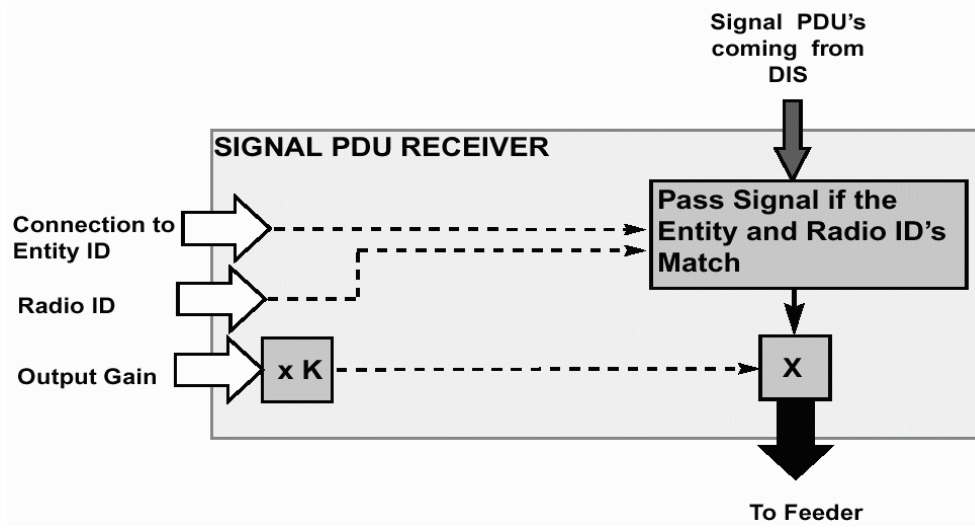 Signal PDU's
coming from
DIS
SIGNAL PDU RECEIVER
Connection to
Entity ID
Pass Signal if the
Entity and Radio ID's
Match
Radio ID
Output Gain
x K
X
To Feeder